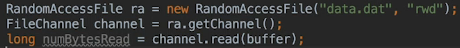 RandomAccessFile ra = new RandomAccessFile("data.dat", "rwd");
FileChannel channel = ra.getChannel();
long numBytesRead = channel.read(buffer);